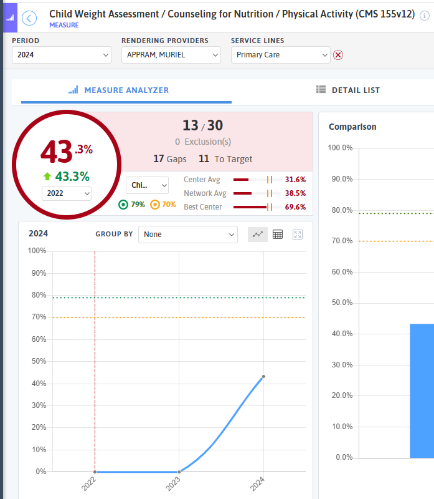 Child Weight Assessment / Counseling for Nutrition / Physical Activity (CMS 155v12)
MEASURE
PERIOD RENDERING PROVIDERS SERVICE LINES
2024 APPRAM, MURIEL Primary Care
MEASURE ANALYZER DETAIL LIST
43.3%
43.3%
2022
13 / 30
0 Exclusion(s)
17 Gaps 11 To Target
Chi...
79% 70%
Center Avg 31.6%
Network Avg 38.5%
Best Center 69.6%
Comparison
100.0%
90.0%
80.0%
70.0%
60.0%
50.0%
40.0%
30.0%
20.0%
10.0%
0.0%
2024 GROUP BY None
100%
90%
80%
70%
60%
50%
40%
30%
20%
10%
0%
2022 2023 2024